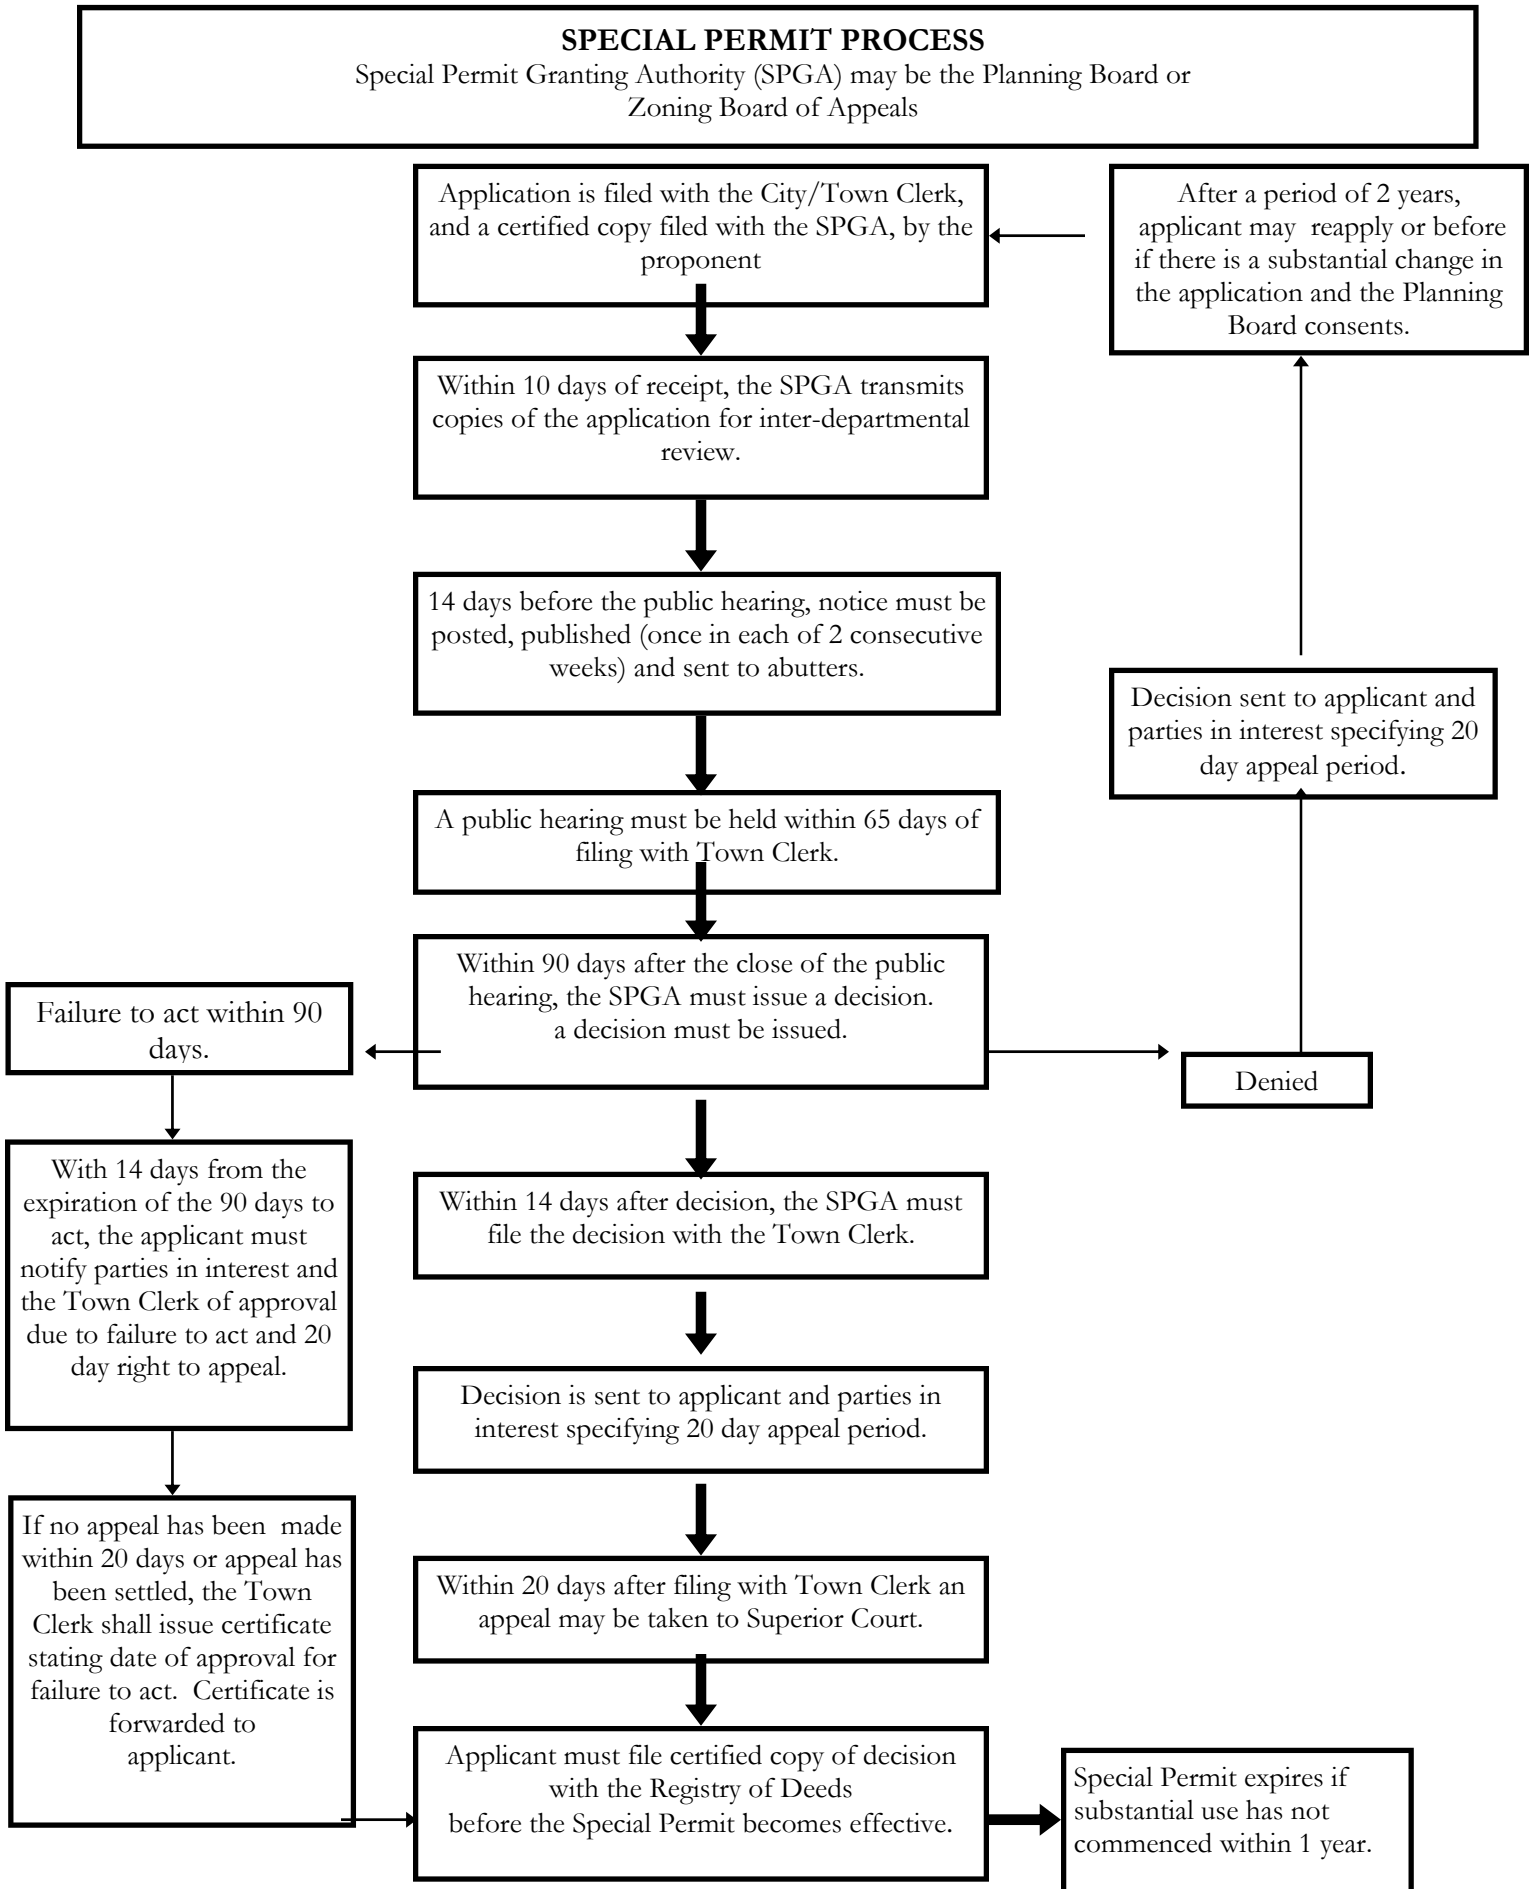 SPECIAL PERMIT PROCESS
Special Permit Granting Authority (SPGA) may be the Planning Board or
Zoning Board of Appeals
Application is filed with the City/Town Clerk,
and a certified copy filed with the SPGA, by the
proponent
After a period of 2 years,
applicant may reapply or before
if there is a substantial change in
the application and the Planning
Board consents.
Within 10 days of receipt, the SPGA transmits
copies of the application for inter-departmental
review.
14 days before the public hearing, notice must be
posted, published (once in each of 2 consecutive
weeks) and sent to abutters.
Decision sent to applicant and
parties in interest specifying 20
day appeal period.
A public hearing must be held within 65 days of
filing with Town Clerk.
Within 90 days after the close of the public
hearing, the SPGA must issue a decision.
a decision must be issued.
Failure to act within 90
days.
Denied
With 14 days from the
expiration of the 90 days to
act, the applicant must
notify parties in interest and
the Town Clerk of approval
due to failure to act and 20
day right to appeal.
Within 14 days after decision, the SPGA must
file the decision with the Town Clerk.
Decision is sent to applicant and parties in
interest specifying 20 day appeal period.
If no appeal has been made
within 20 days or appeal has
been settled, the Town
Clerk shall issue certificate
stating date of approval for
failure to act. Certificate is
forwarded to
applicant.
Within 20 days after filing with Town Clerk an
appeal may be taken to Superior Court.
Applicant must file certified copy of decision
with the Registry of Deeds
before the Special Permit becomes effective.
Special Permit expires if
substantial use has not
commenced within 1 year.